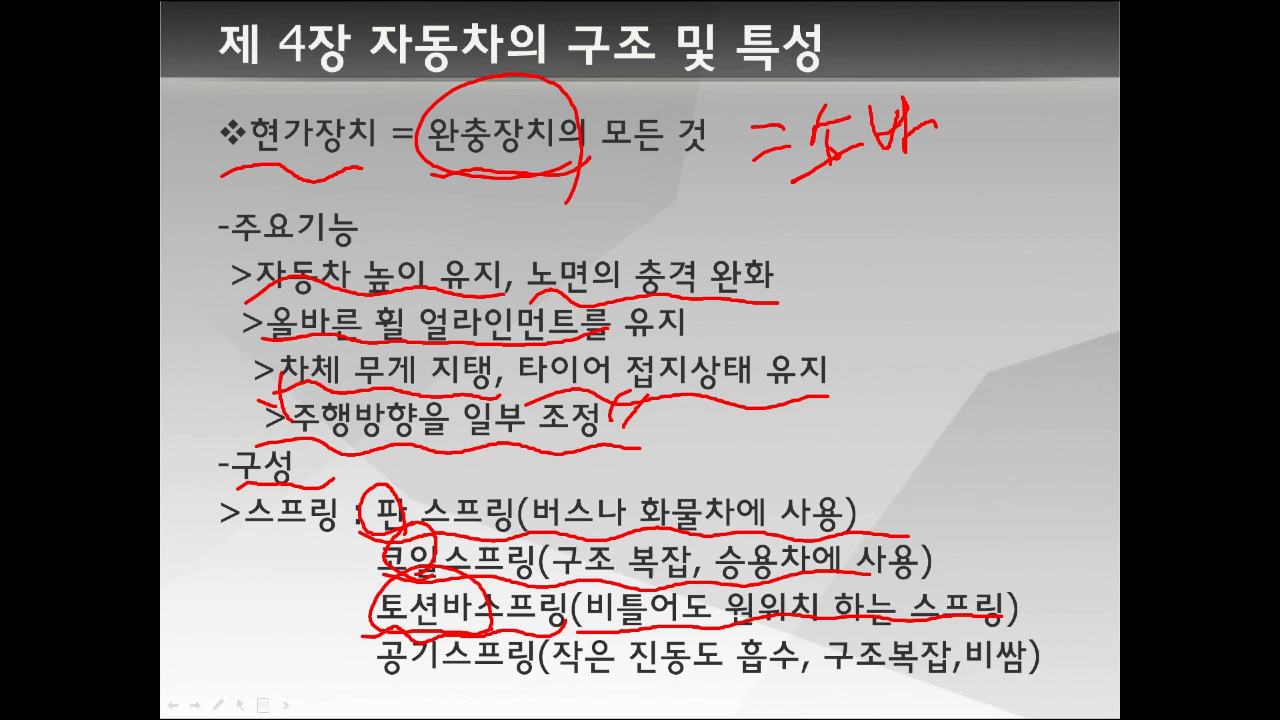 제 4장 자동차의 구조 및 특성
❖현가장치 = 완충장치의 모든 것 = 쇼바
-주요기능
>자동차 높이 유지, 노면의 충격 완화
>올바른 휠 얼라인먼트를 유지
>차체 무게 지탱, 타이어 접지상태 유지
>주행방향을 일부 조정
-구성
>스프링 : 판 스프링(버스나 화물차에 사용)
코일스프링(구조 복잡, 승용차에 사용)
토션바스프링(비틀어도 원위치 하는 스프링)
공기스프링(작은 진동도 흡수, 구조복잡,비쌈)